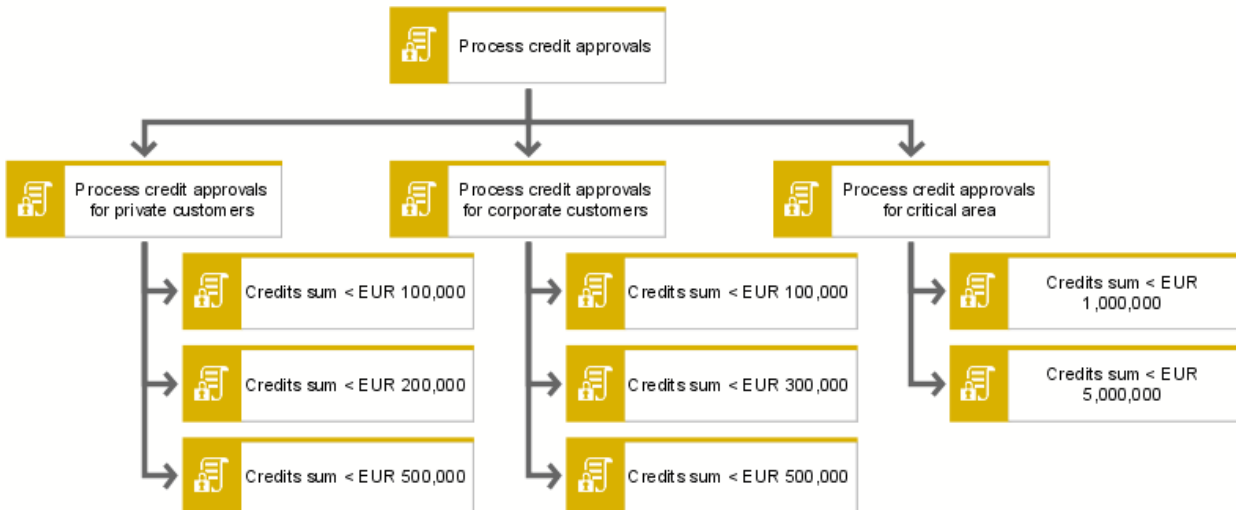 Process credit approvals
Process credit approvals
for private customers
Process credit approvals
for corporate customers
Process credit approvals
for critical area
Credits sum < EUR 100,000
Credits sum < EUR 200,000
Credits sum < EUR 500,000
Credits sum < EUR 100,000
Credits sum < EUR 300,000
Credits sum < EUR 500,000
Credits sum < EUR
1,000,000
Credits sum < EUR
5,000,000